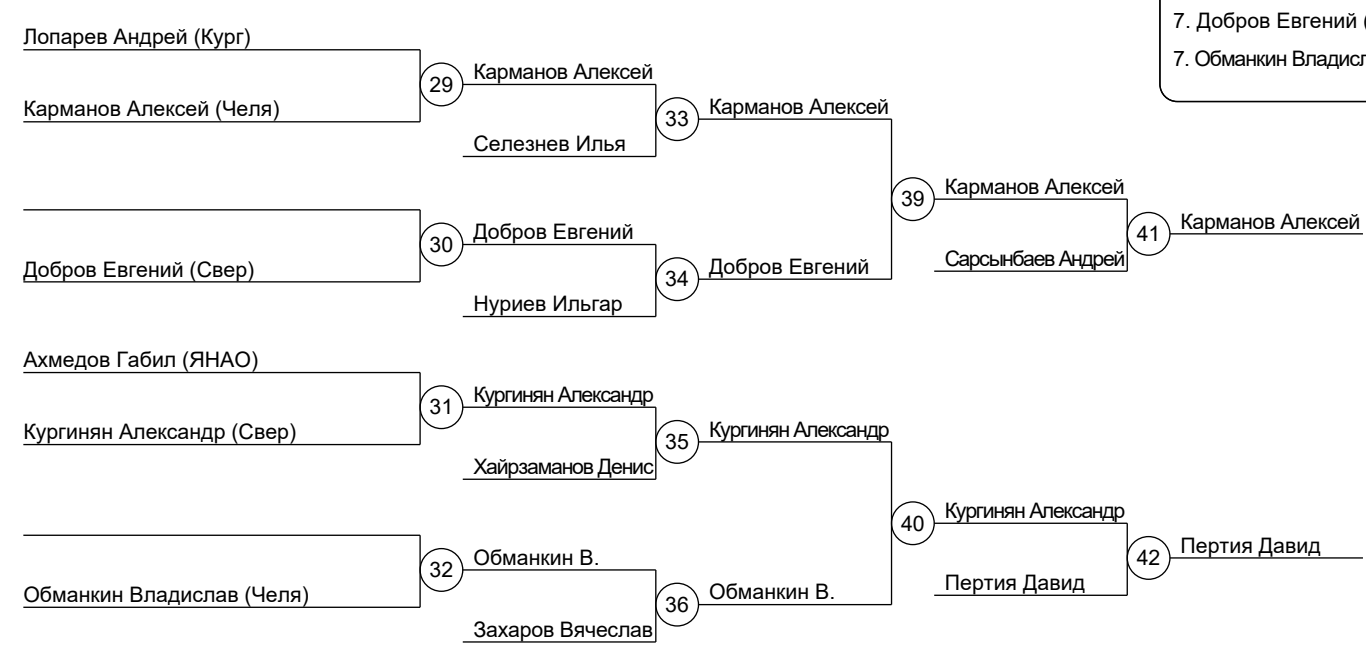 7. Добров Евгений (
7. Обманкин Владисл
Лопарев Андрей (Кург)
29
Карманов Алексей
Карманов Алексей (Челя)
33
Карманов Алексей
Селезнев Илья
39
Карманов Алексей
30
Добров Евгений
41
Карманов Алексей
Добров Евгений (Свер)
34
Добров Евгений
Сарсынбаев Андрей
Нуриев Ильгар
Ахмедов Габил (ЯНАО)
31
Кургинян Александр
Кургинян Александр (Свер)
35
Кургинян Александр
Хайрзаманов Денис
40
Кургинян Александр
32
Обманкин В.
42
Пертия Давид
Обманкин Владислав (Челя)
36
Обманкин В.
Пертия Давид
Захаров Вячеслав